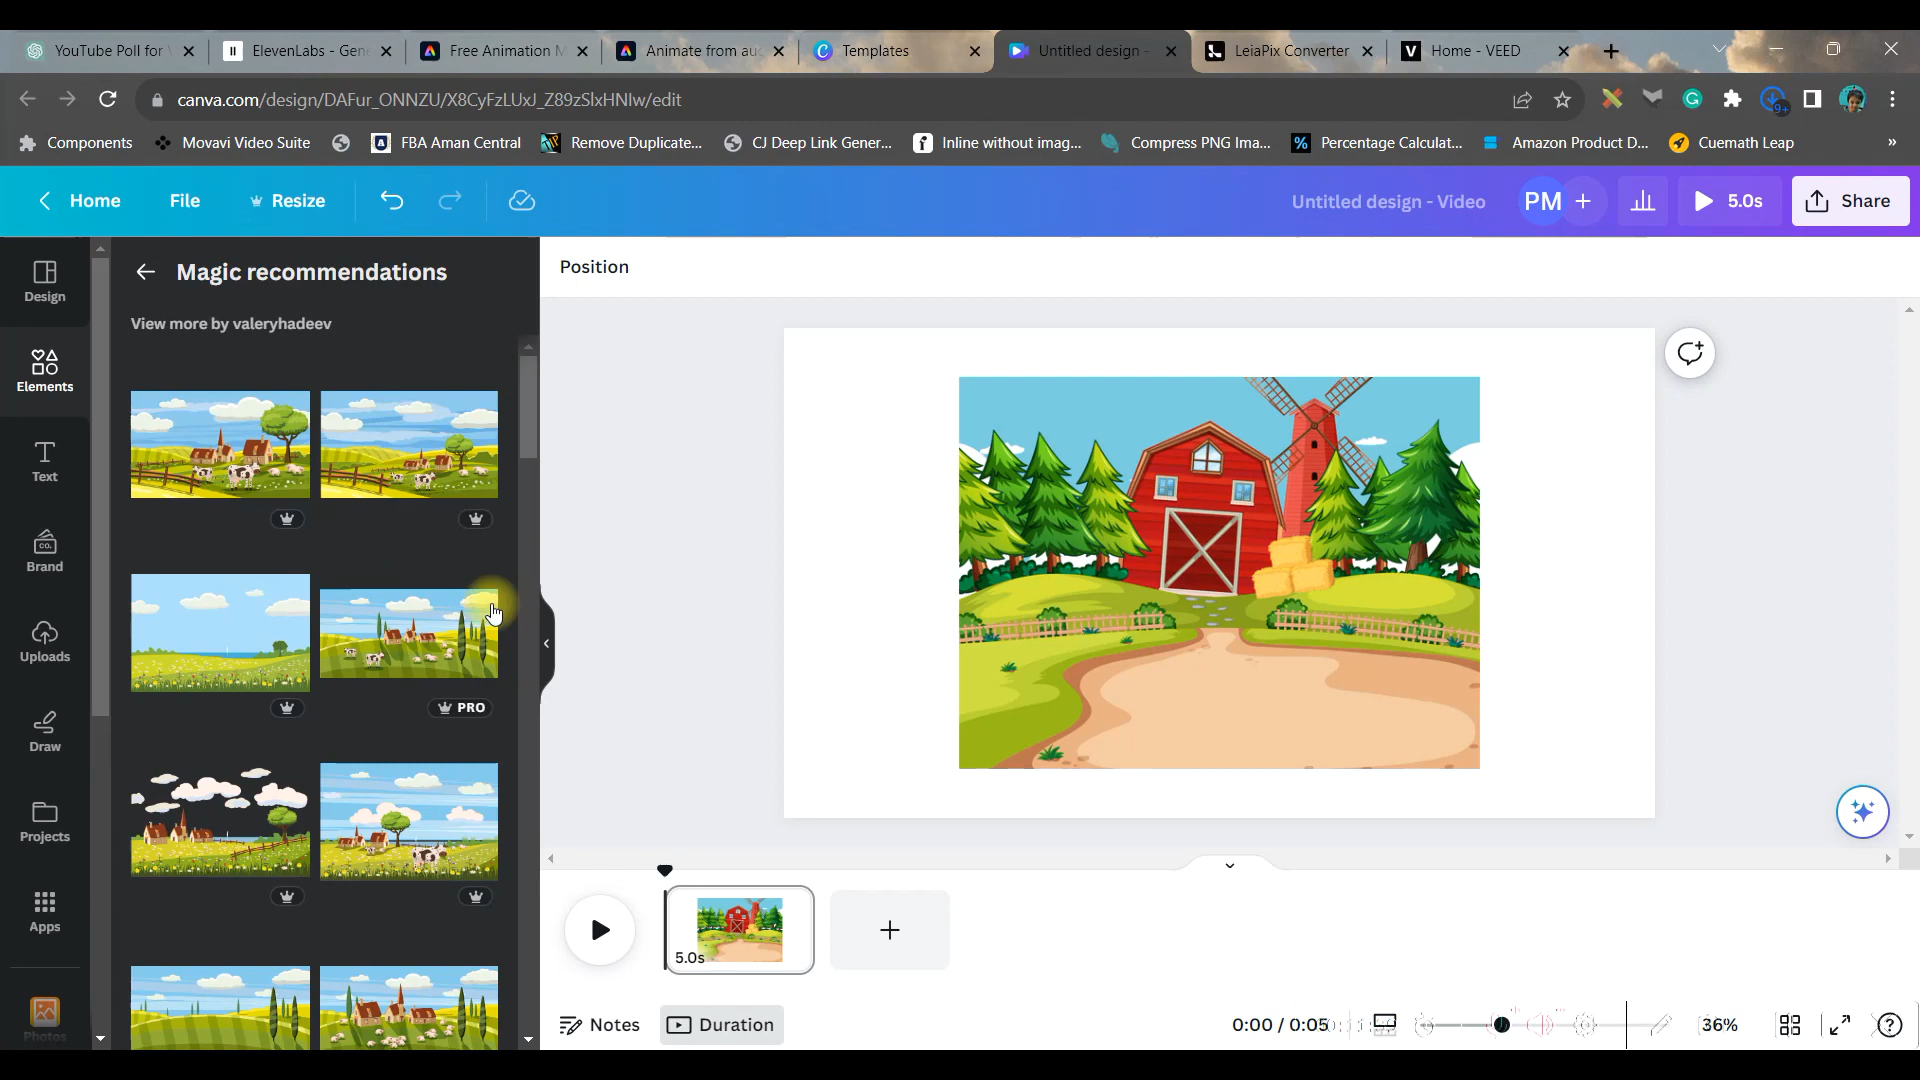 YouTube Poll for
ElevenLabs - Gen
Free Animation M
Animate from au
Templates
Untitled design -
LeiaPix Converter
Home - VEED
canva.com/design/DAFur_ONNZU/X8CyFzLUxJ_Z89zSlxHNIw/edit
9+
Components
Movavi Video Suite
FBA Aman Central
Remove Duplicate...
CJ Deep Link Gener...
Inline without imag...
Compress PNG Ima...
Percentage Calculat...
Amazon Product D...
Cuemath Leap
»
Home
File
Resize
Untitled design - Video
PM
5.0s
Share
Design
Elements
Text
Brand
Uploads
Draw
Projects
Apps
Photos
Magic recommendations
View more by valeryhadeev
PRO
Position
5.0s
Notes
Duration
0:00 / 0:05
36%